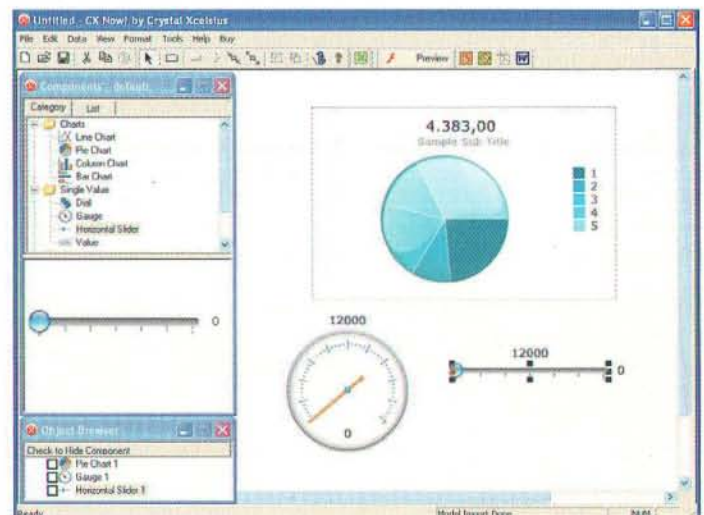 Untitled - CX Now! by Crystal Xcelsius
File Edit Data View Format Tools Help Buy
Preview
Components: default
Category List
Charts
Line Chart
Pie Chart
Column Chart
Bar Chart
Single Value
Dial
Gauge
Horizontal Slider
Value
0
4.383,00
Sample Sub Title
1
2
3
4
5
12000
0
12000
0
Object Browser
Check to Hide Component
Pie Chart 1
Gauge 1
Horizontal Slider 1
Ready
Model Import Done
NUM